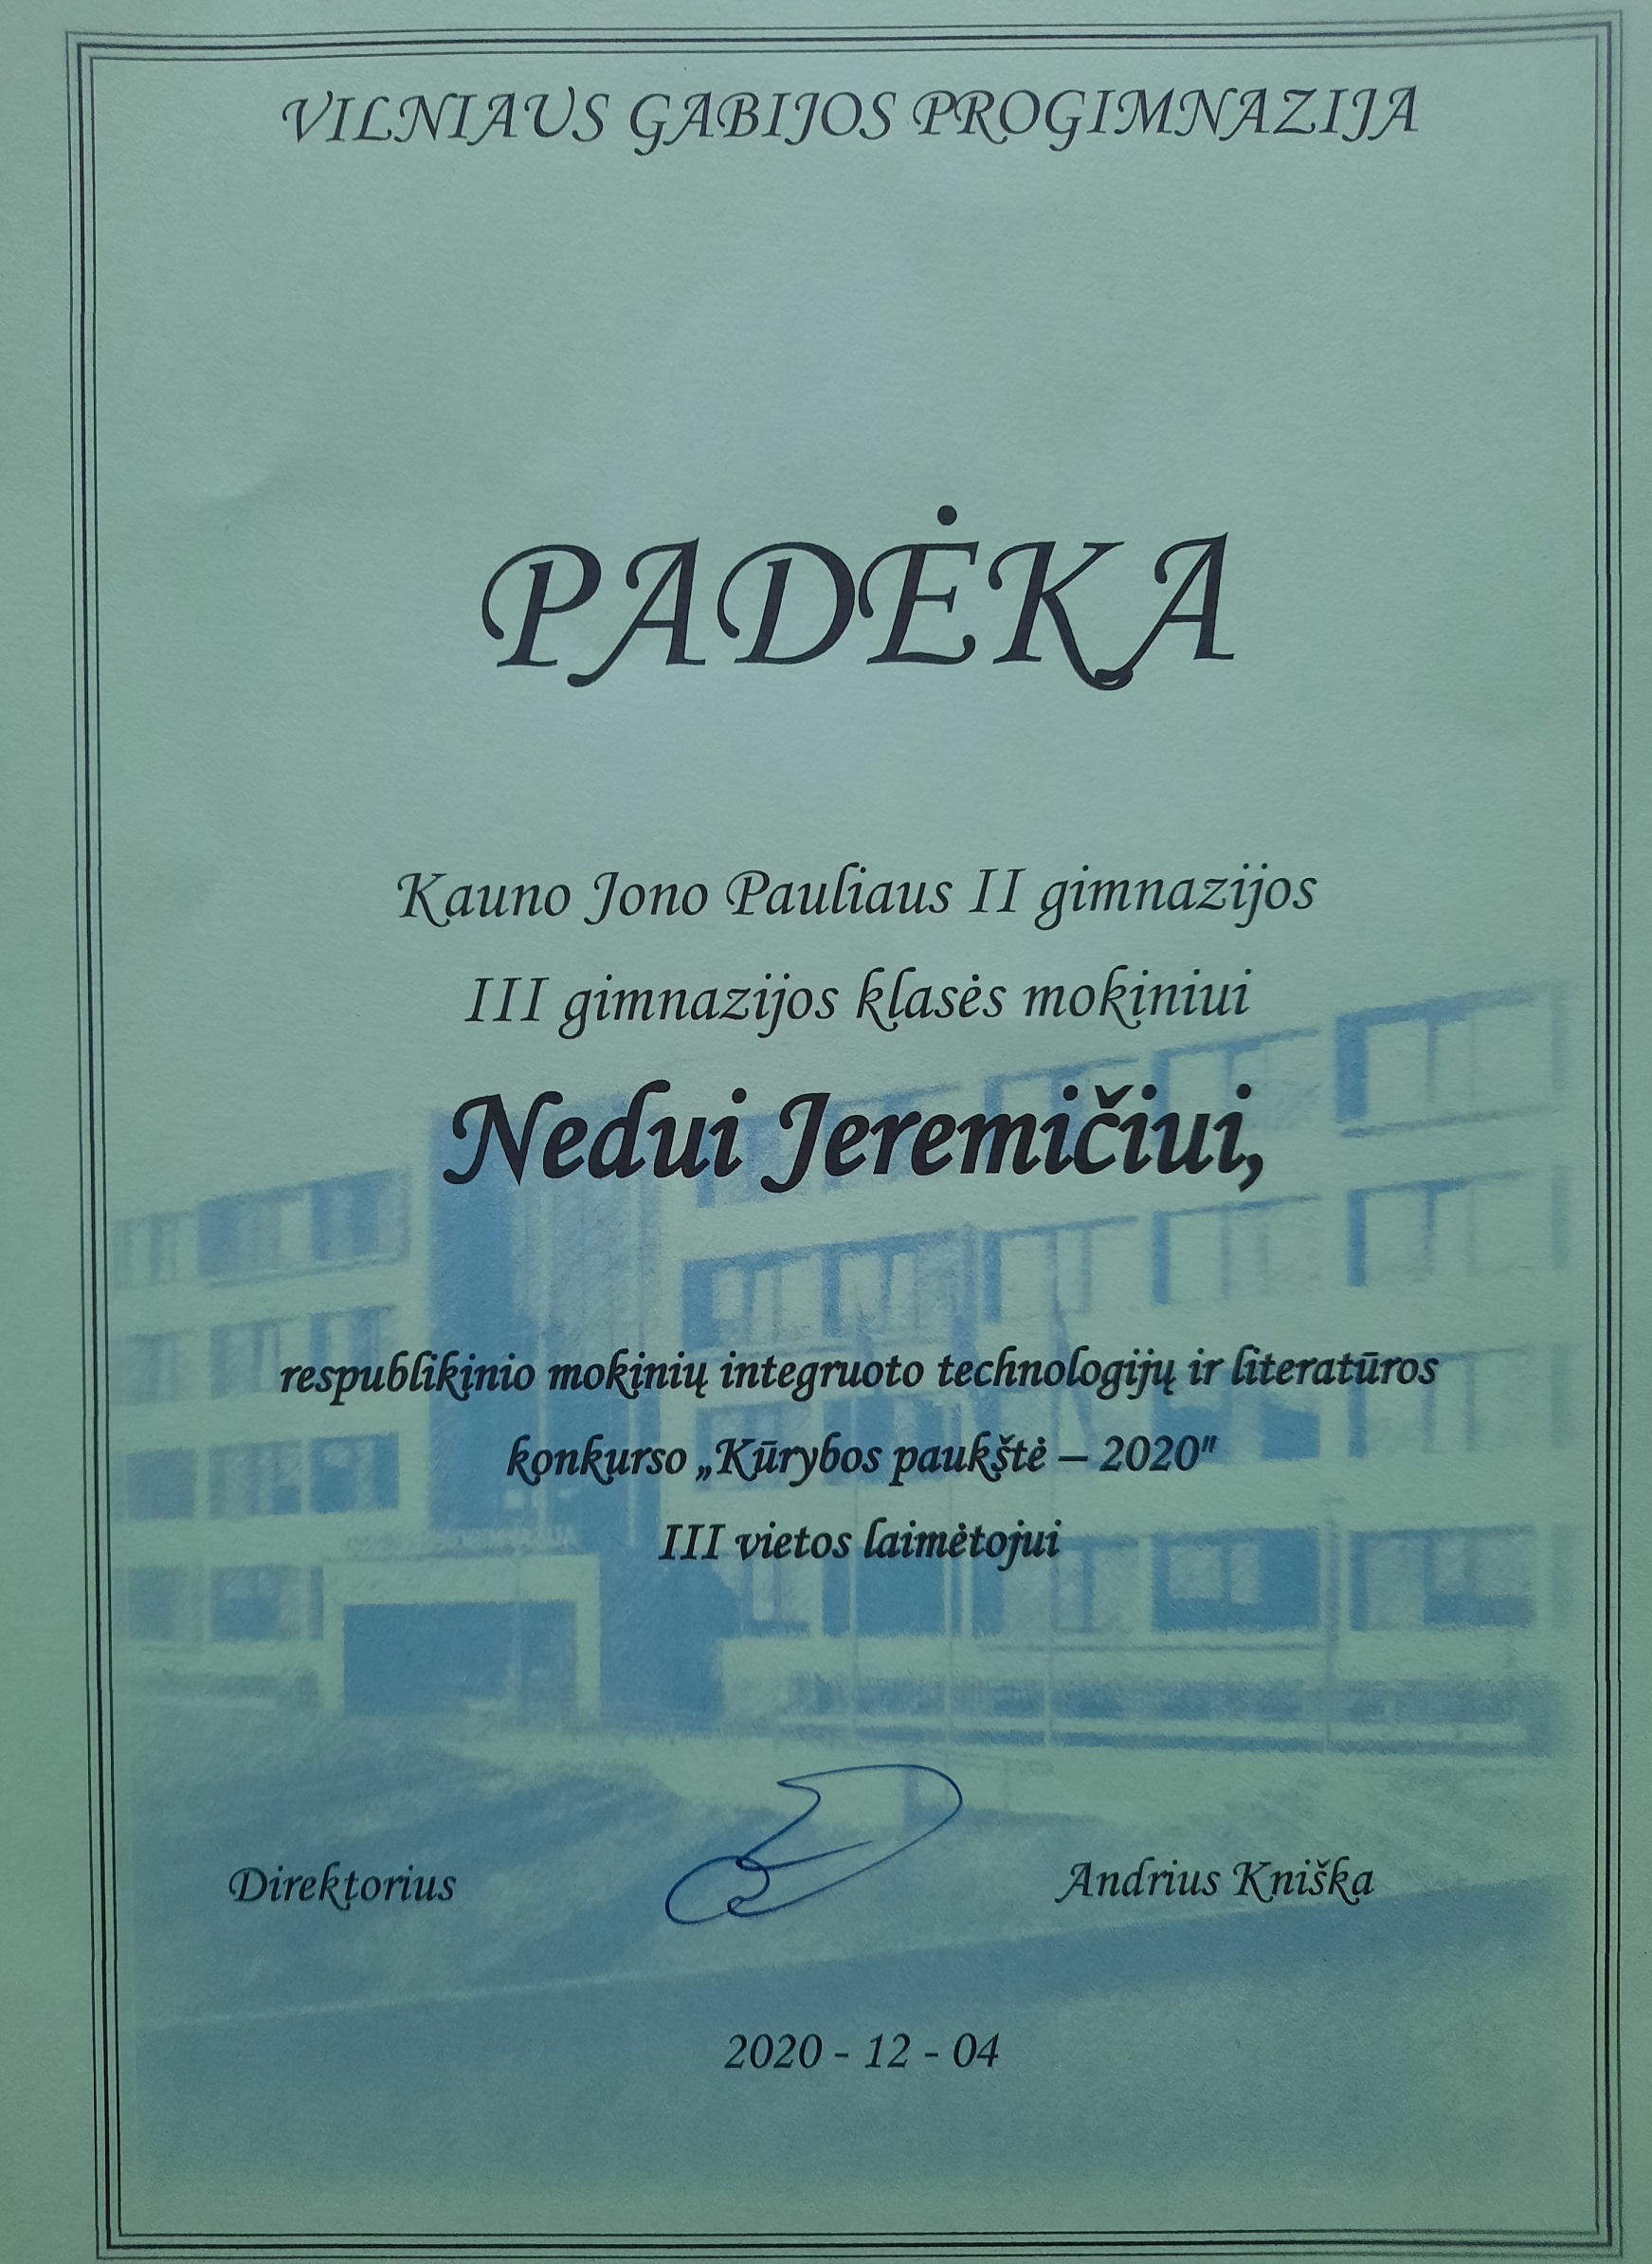 VILNIAUS GABIJOS PROGIMNAZIJA
PADĖKA
Kauno Jono Pauliaus II gimnazijos
III gimnazijos klasės mokiniui
Nedui Jeremičiui,
respublikinio mokinių integruoto technologijų ir literatūros
konkurso „Kūrybos paukštė – 2020"
III vietos laimėtojui
Direktorius Andrius Kniška
2020 - 12 - 04